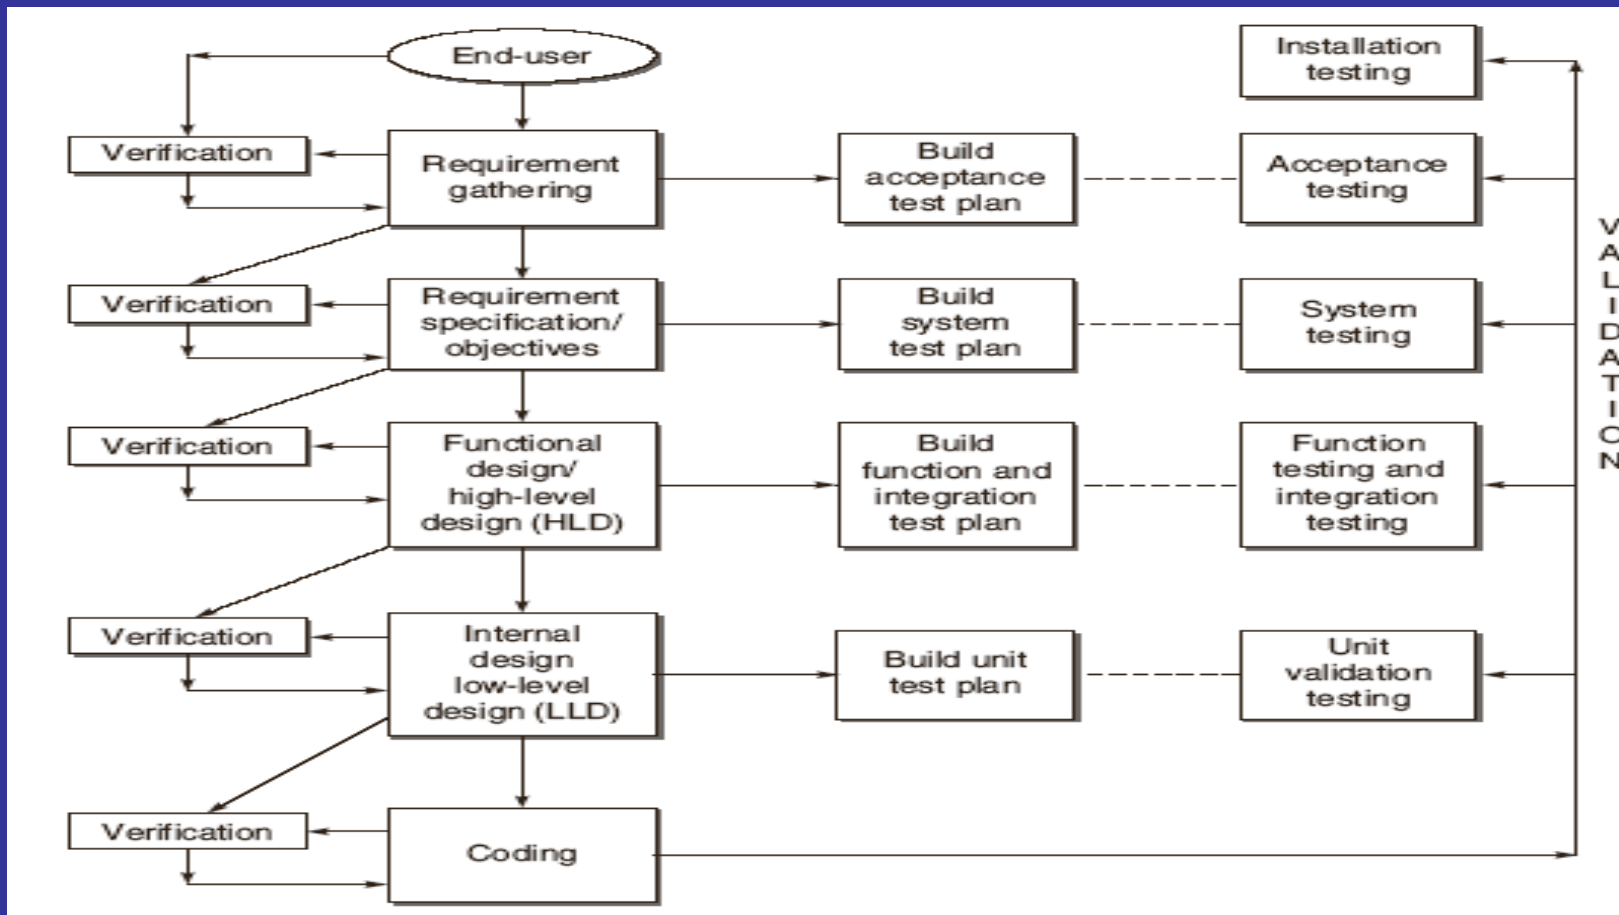 End-user
Installation
testing
Verification
Requirement
gathering
Build
acceptance
test plan
Acceptance
testing
Verification
Requirement
specification/
objectives
Build
system
test plan
System
testing
Verification
Functional
design/
high-level
design (HLD)
Build
function and
integration
test plan
Function
testing and
integration
testing
Verification
Internal
design
low-level
design (LLD)
Build unit
test plan
Unit
validation
testing
Verification
Coding
VALIDATION